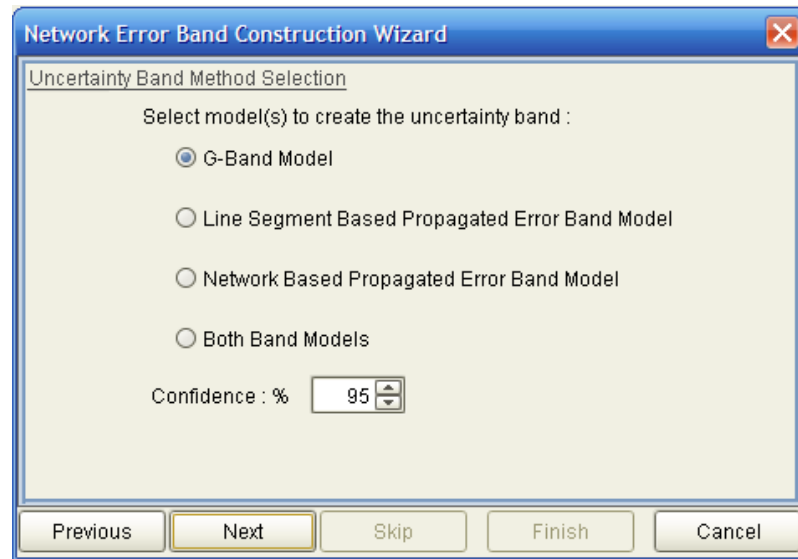 Network Error Band Construction Wizard
Uncertainty Band Method Selection
Select model(s) to create the uncertainty band :
G-Band Model
Line Segment Based Propagated Error Band Model
Network Based Propagated Error Band Model
Both Band Models
Confidence : % 95
Previous Next Skip Finish Cancel